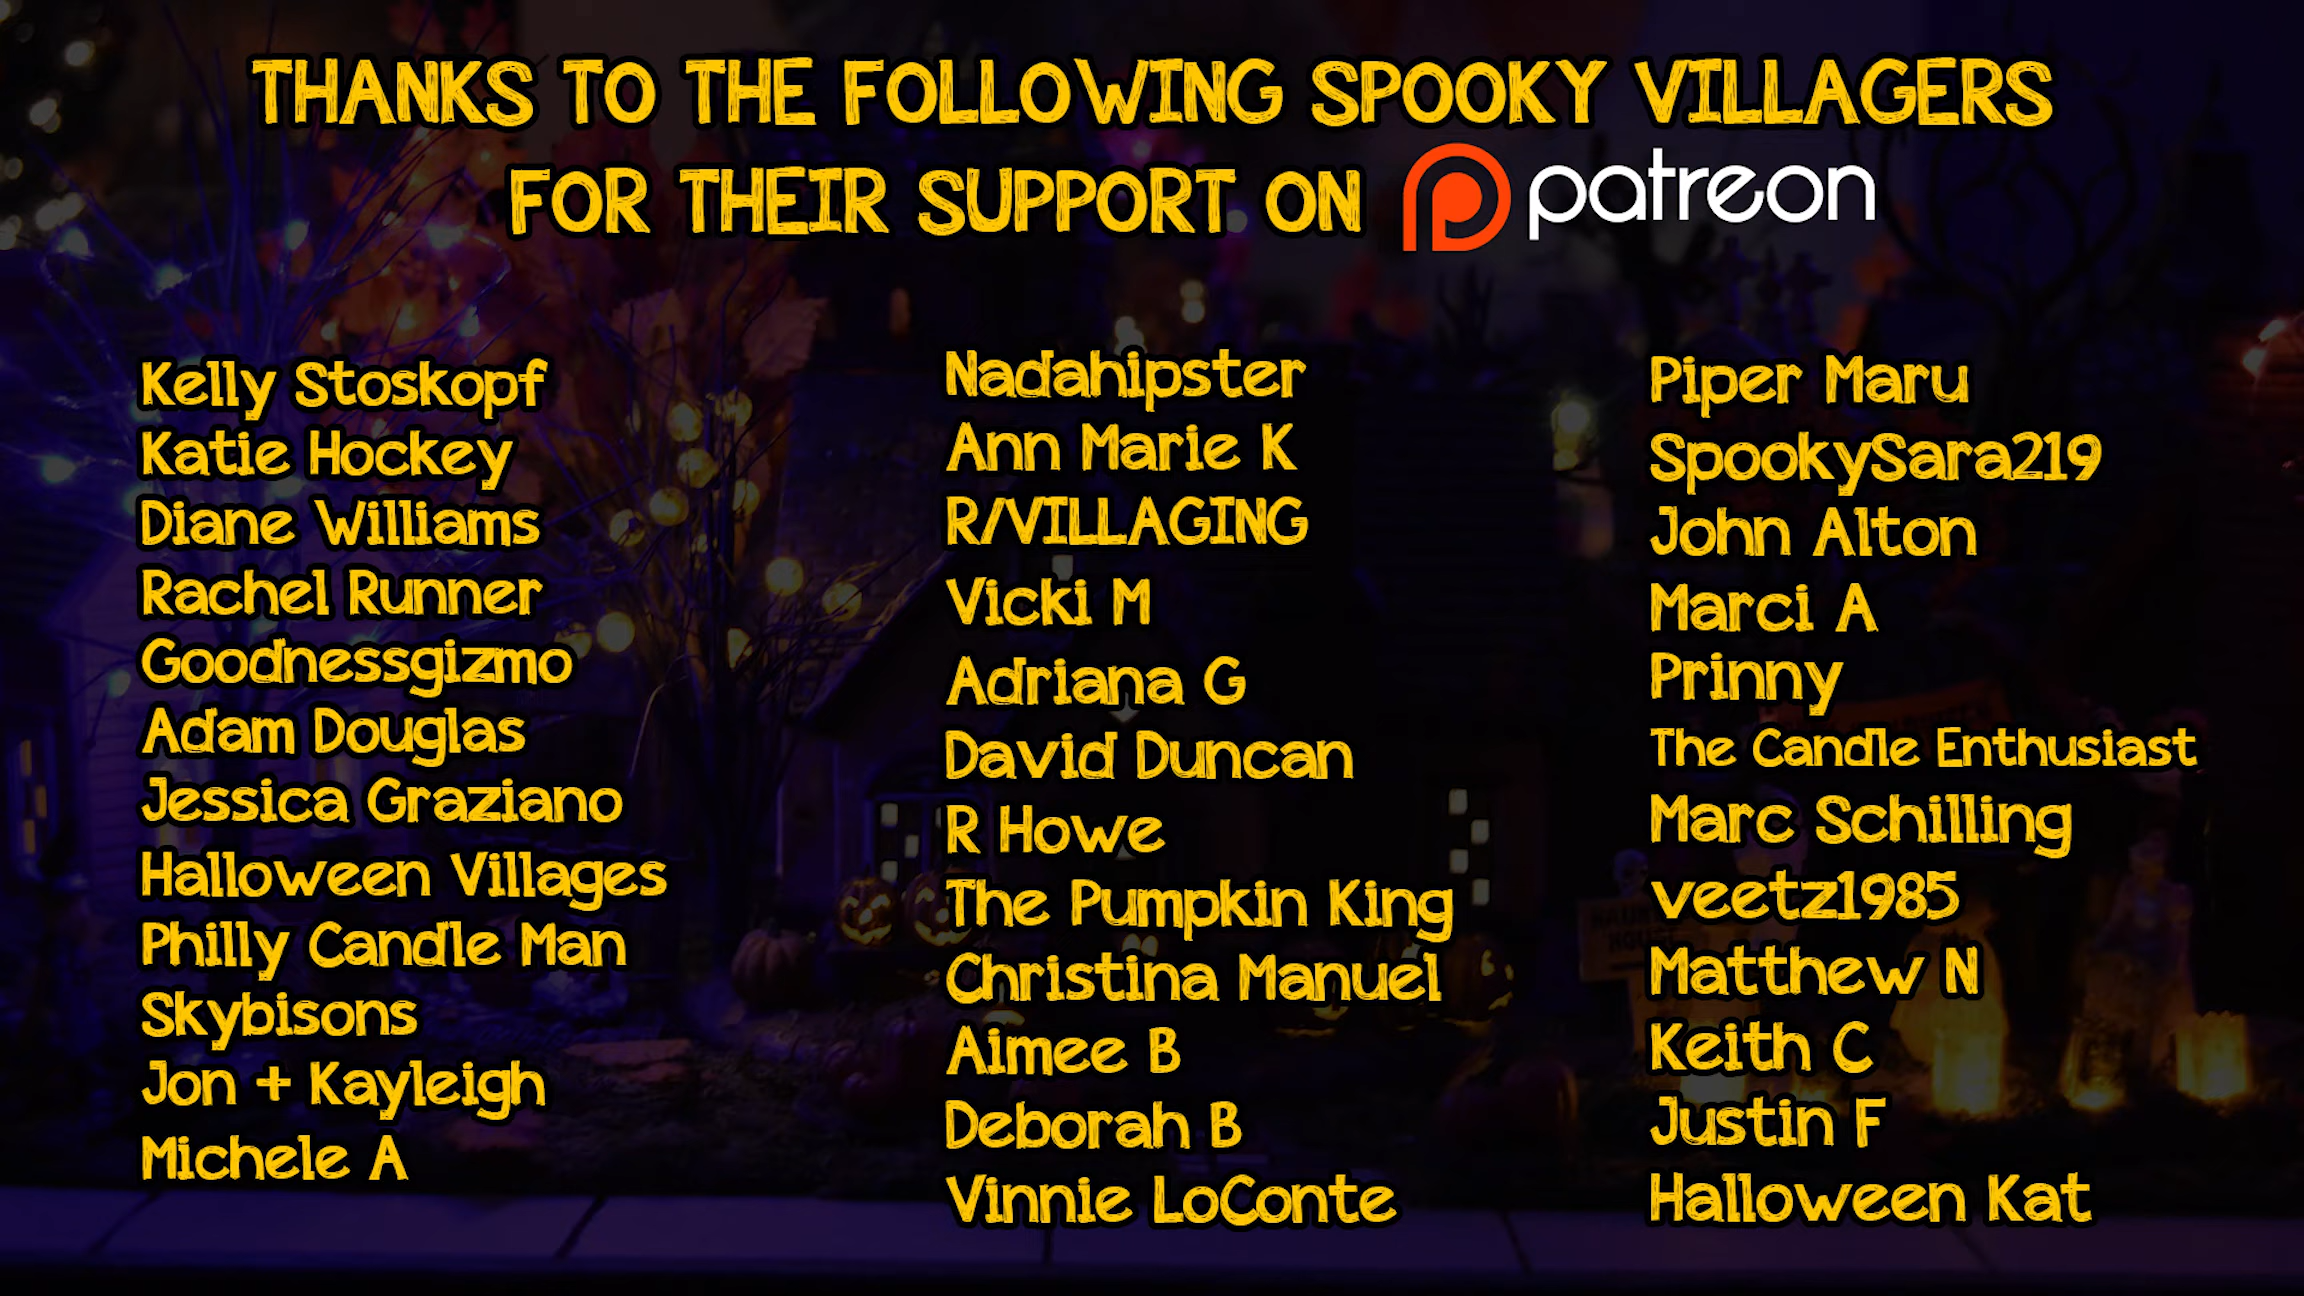 THANKS TO THE FOLLOWING SPOOKY VILLAGERS
FOR THEIR SUPPORT ON patreon
Kelly Stoskopf
Katie Hockey
Diane Williams
Rachel Runner
Goodnessgizmo
Adam Douglas
Jessica Graziano
Halloween Villages
Philly Candle Man
Skybisons
Jon + Kayleigh
Michele A
Nadahipster
Ann Marie K
R/VILLAGING
Vicki M
Adriana G
David Duncan
R Howe
The Pumpkin King
Christina Manuel
Aimee B
Deborah B
Vinnie LoConte
Piper Maru
SpookySara219
John Alton
Marci A
Prinny
The Candle Enthusiast
Marc Schilling
veetz1985
Matthew N
Keith C
Justin F
Halloween Kat